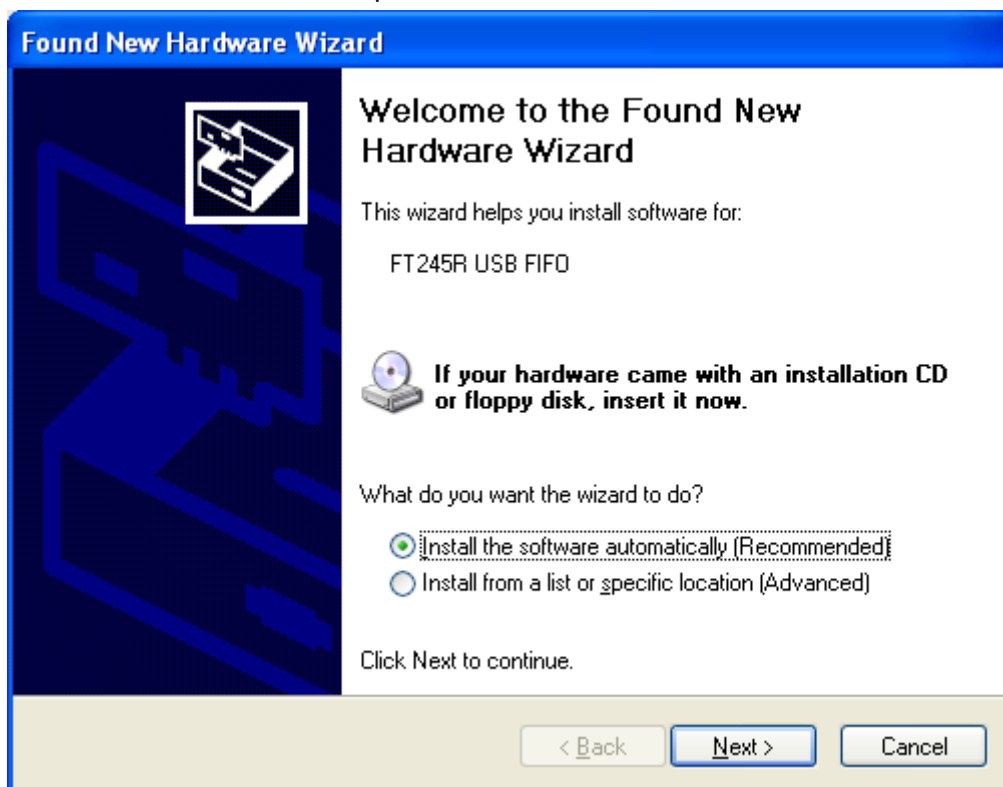 Found New Hardware Wizard
Welcome to the Found New
Hardware Wizard
This wizard helps you install software for:
FT245R USB FIFO
If your hardware came with an installation CD
or floppy disk, insert it now.
What do you want the wizard to do?
Install the software automatically (Recommended)
Install from a list or specific location (Advanced)
Click Next to continue.
< Back Next > Cancel